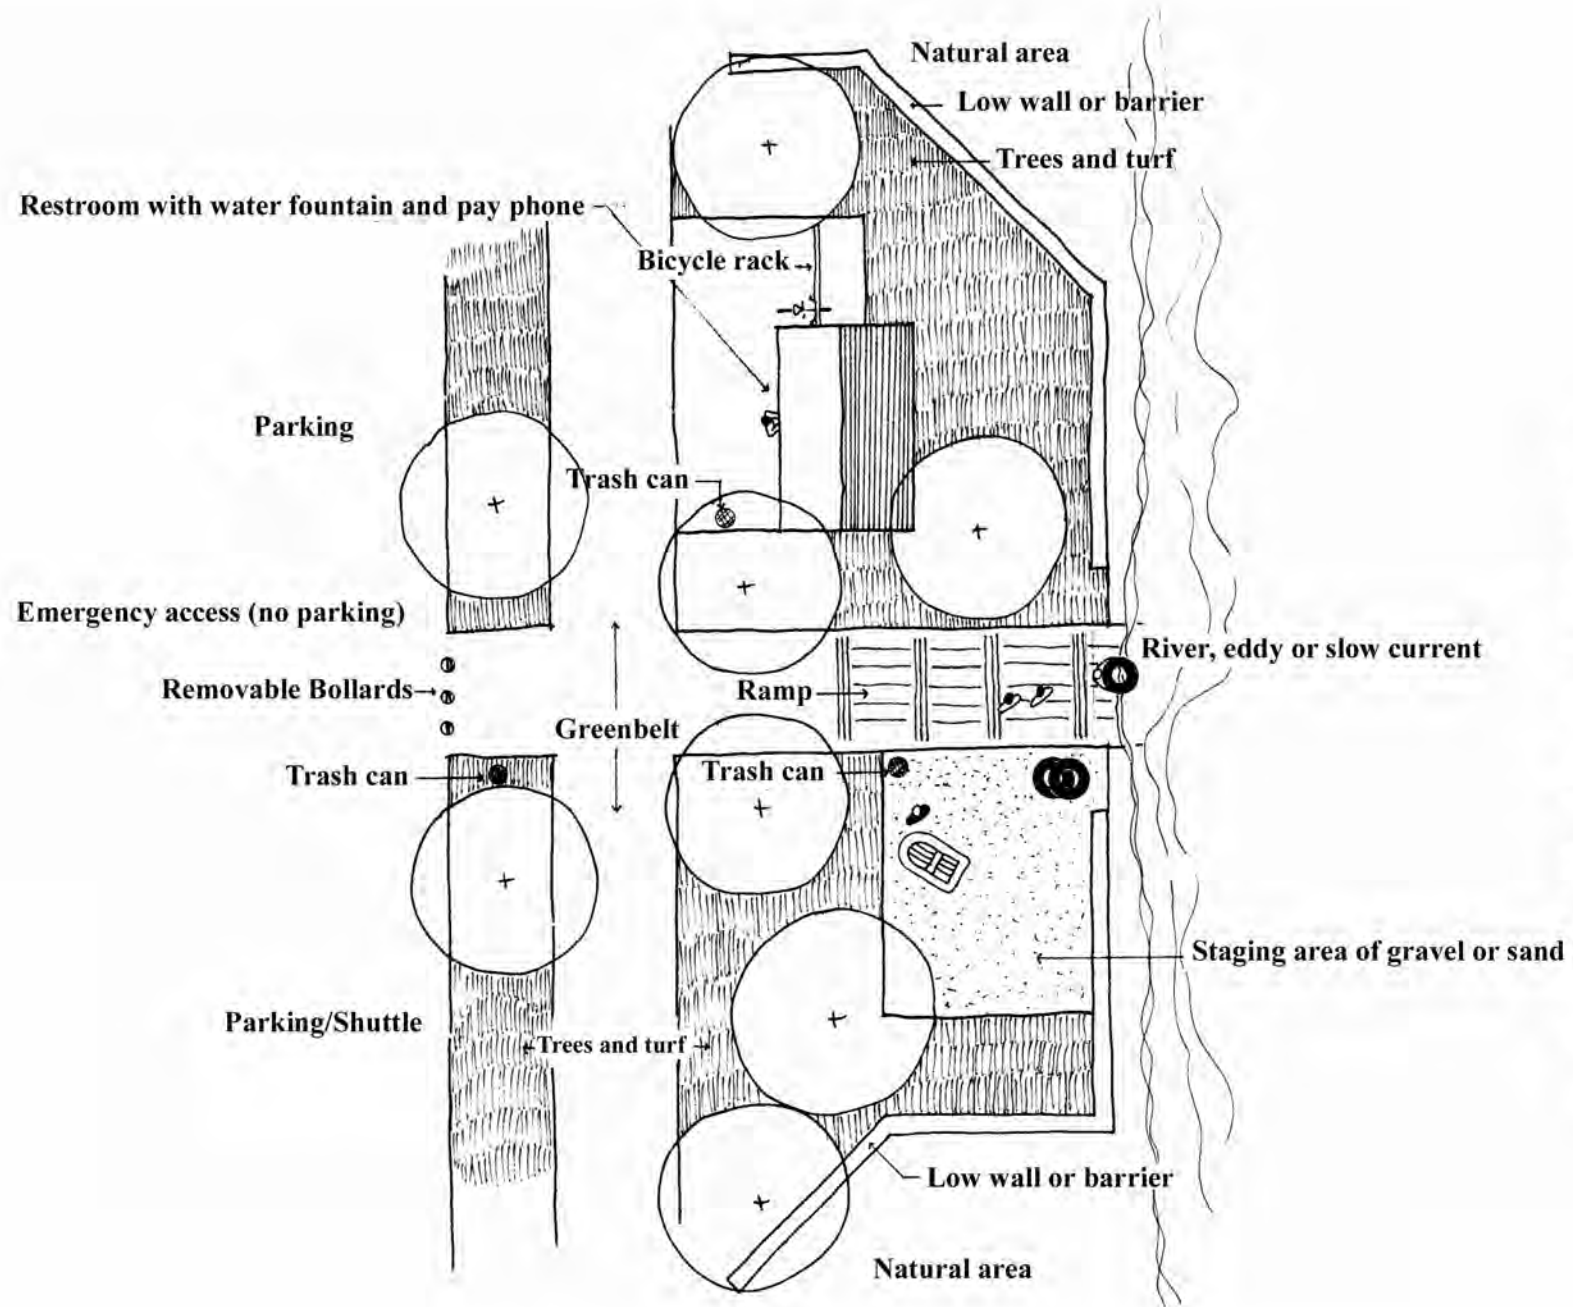 Natural area
Low wall or barrier
Trees and turf
Restroom with water fountain and pay phone
Bicycle rack
Parking
Trash can
Emergency access (no parking)
River, eddy or slow current
Removable Bollards
Ramp
Greenbelt
Trash can
Trash can
Staging area of gravel or sand
Parking/Shuttle
Trees and turf
Low wall or barrier
Natural area